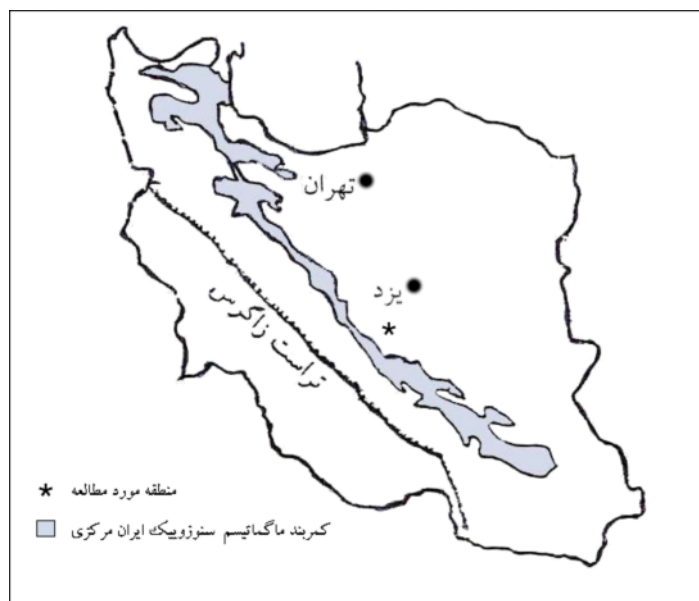 تهران
یزد
تراست زاگرس
* منطقه مورد مطالعه
کمربند ماگماتیسم سنوزوییک ایران مرکزی